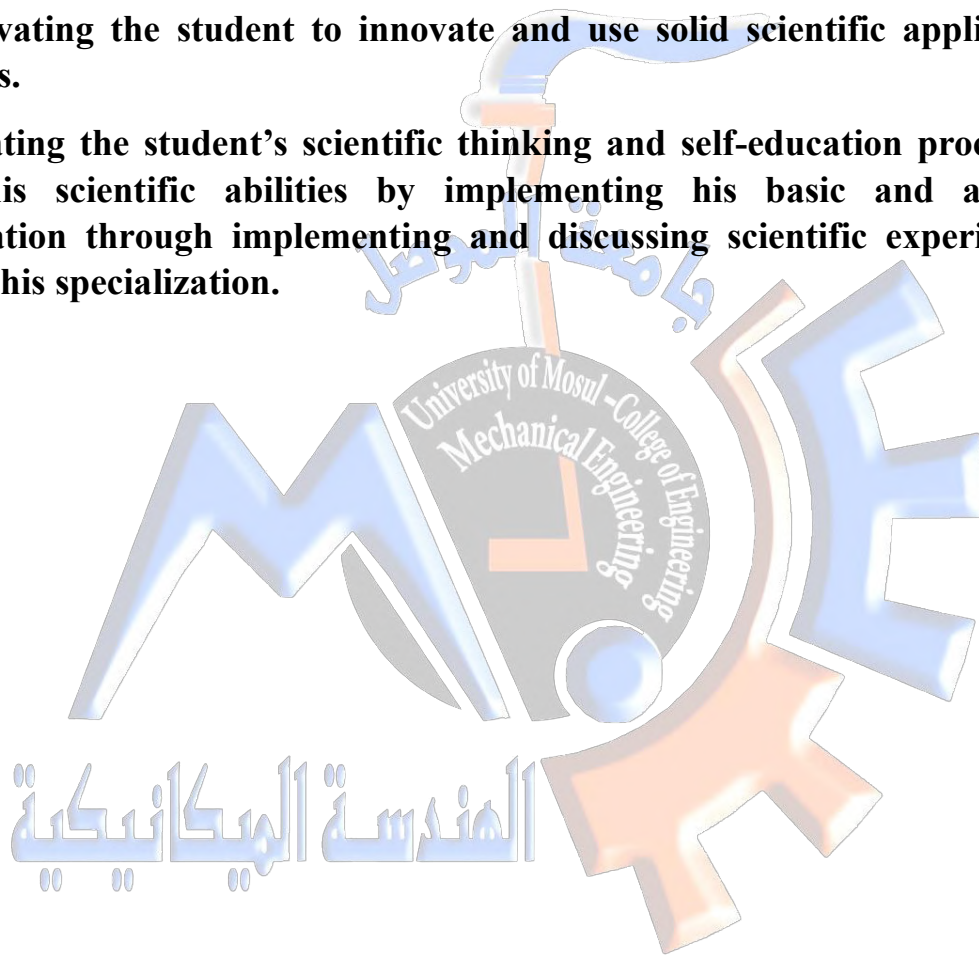 vating the student to innovate and use solid scientific appli
s.
ating the student’s scientific thinking and self-education proc
his scientific abilities by implementing his basic and a
ation through implementing and discussing scientific experi
his specialization.
جامعة الموصل
University of Mosul - College of Engineering
Mechanical Engineering
الهندسة الميكانيكية